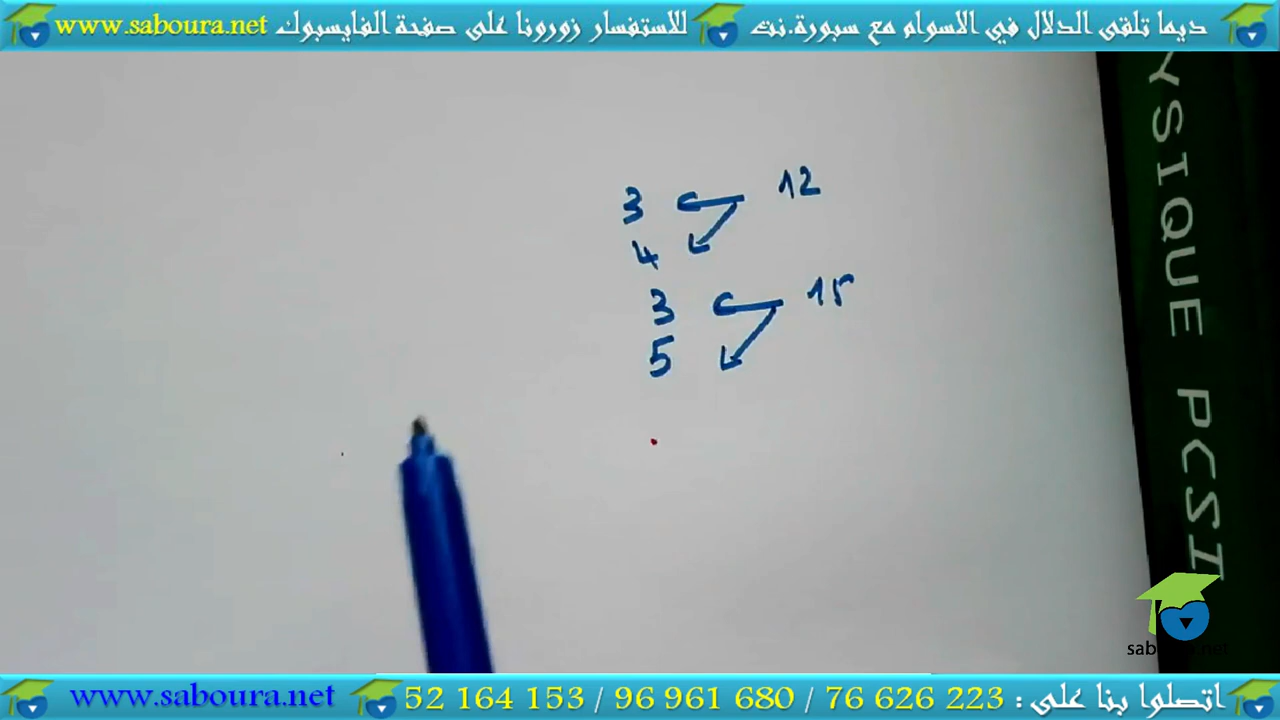 ديما تلقى الدلال في الاسوام مع سبورة.نت للاستفسار زورونا على صفحة الفايسبوك www.saboura.net
12
3
4
15
3
5
YSIQUE PCSI
saboura.net
اتصلوا بنا على : 52 164 153 / 96 961 680 / 76 626 223 www.saboura.net